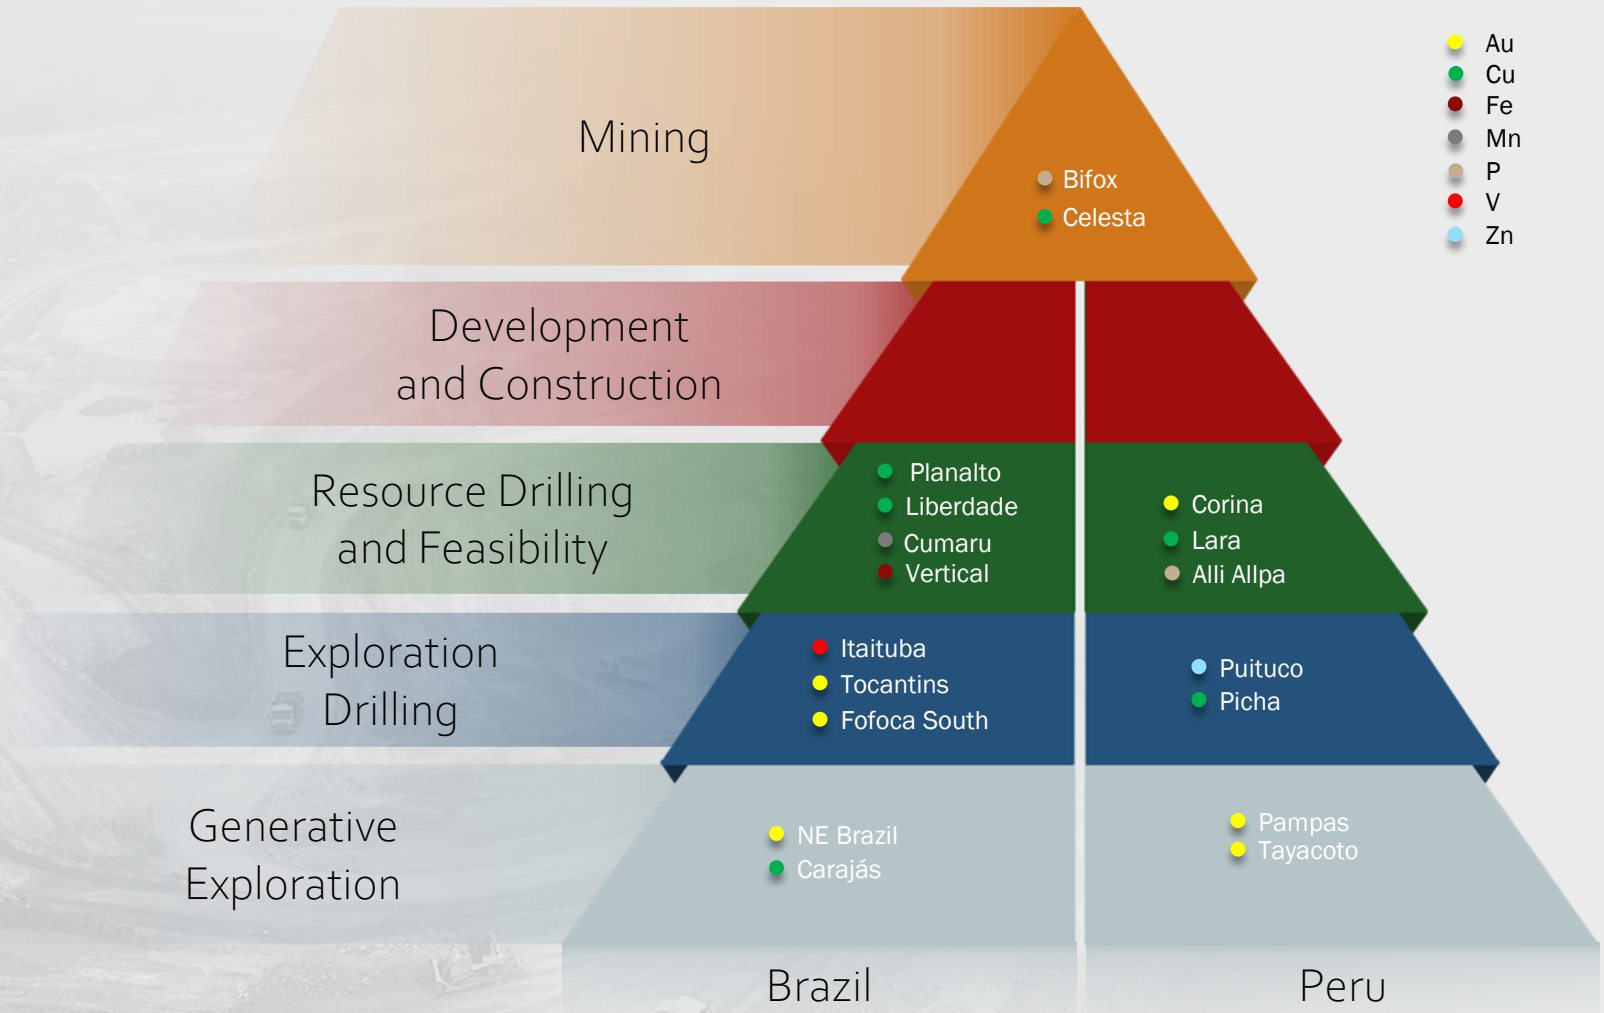 Mining
Bifox
Celesta
Au
Cu
Fe
Mn
P
V
Zn
Development
and Construction
Resource Drilling
and Feasibility
Planalto
Liberdade
Cumaru
Vertical
Corina
Lara
Alli Allpa
Exploration
Drilling
Itaituba
Tocantins
Fofoca South
Puituco
Picha
Generative
Exploration
NE Brazil
Carajás
Pampas
Tayacoto
Brazil
Peru